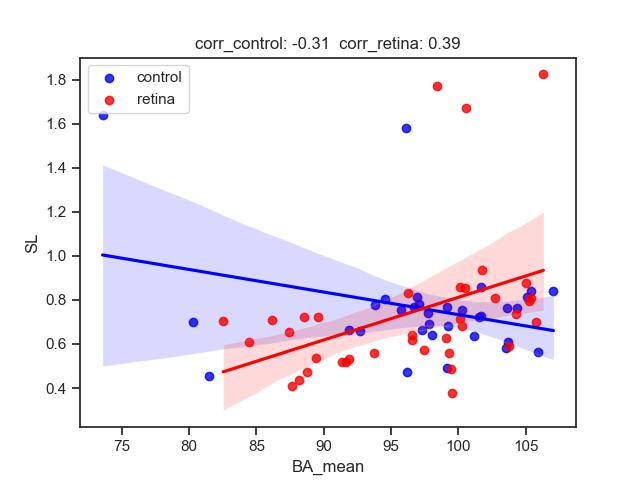 corr_control: -0.31  corr_retina: 0.39
control
retina
SL
1.8
1.6
1.4
1.2
1.0
0.8
0.6
0.4
75 80 85 90 95 100 105
BA_mean